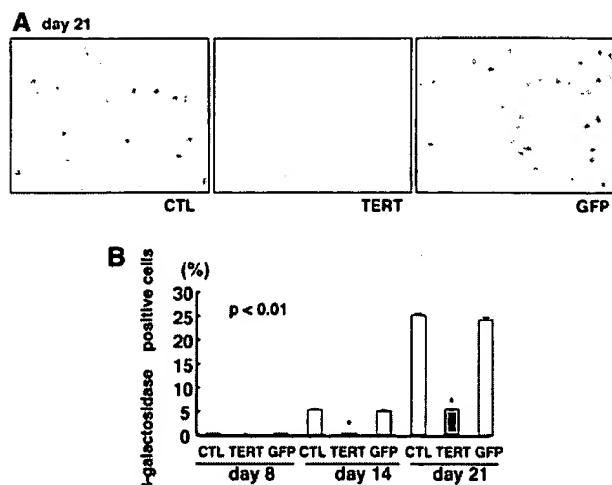 A day 21
CTL TERT GFP
B (%)
-galactosidase positive cells
30
25
20
15
10
5
0
p < 0.01
* *
CTL TERT GFP CTL TERT GFP CTL TERT GFP
day 8 day 14 day 21